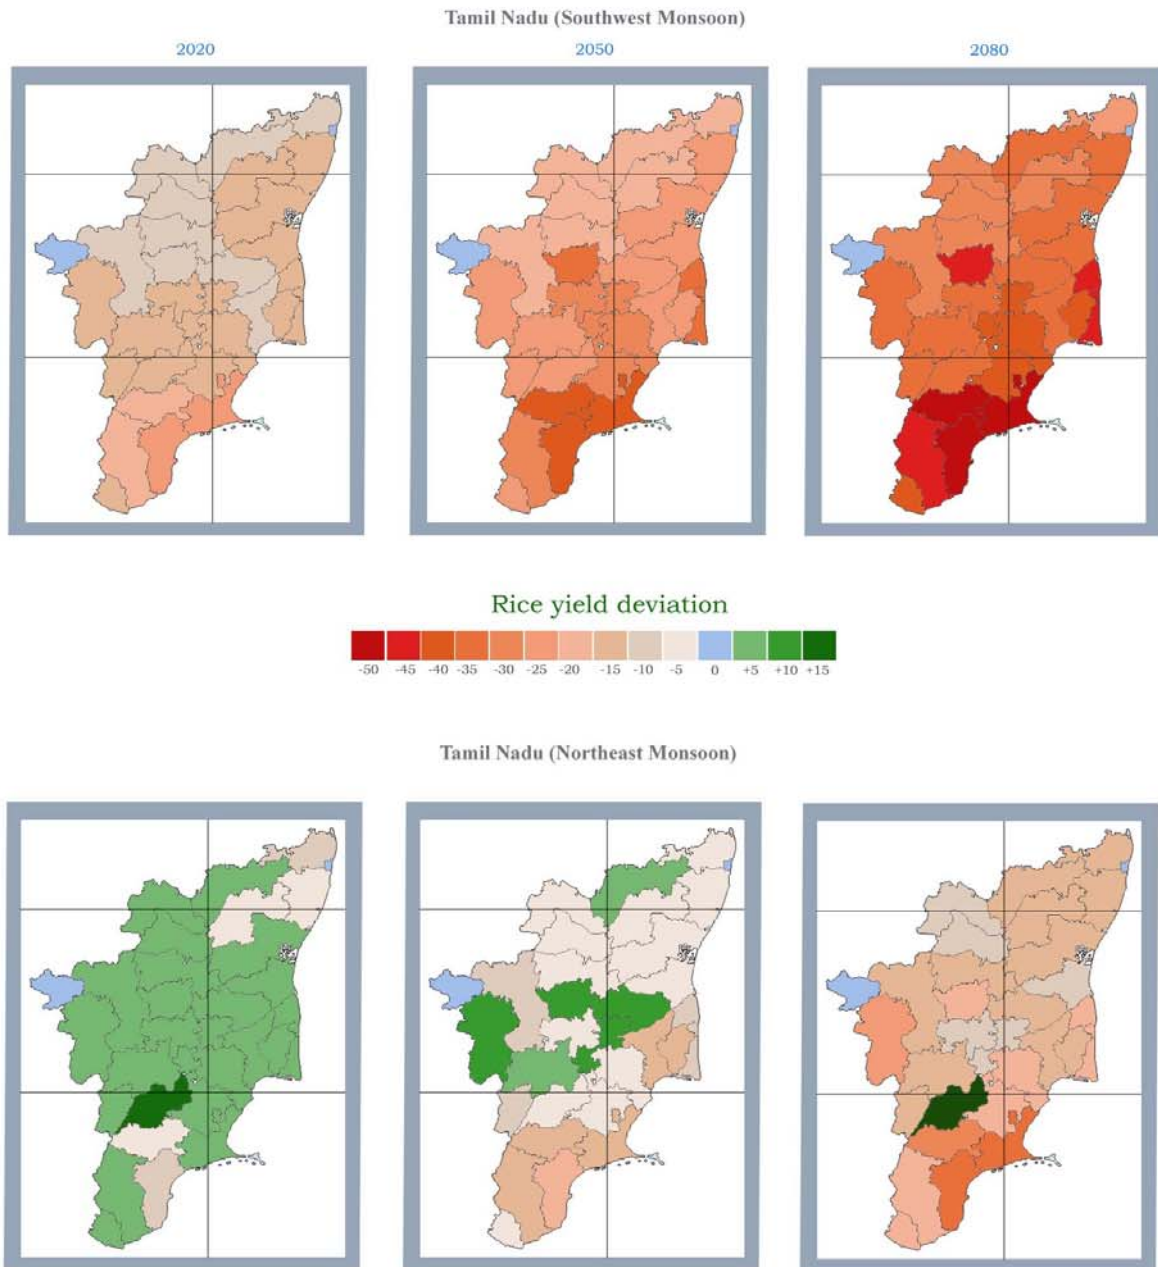 Tamil Nadu (Southwest Monsoon)
2020 2050 2080
Rice yield deviation
-50 -45 -40 -35 -30 -25 -20 -15 -10 -5 0 +5 +10 +15
Tamil Nadu (Northeast Monsoon)